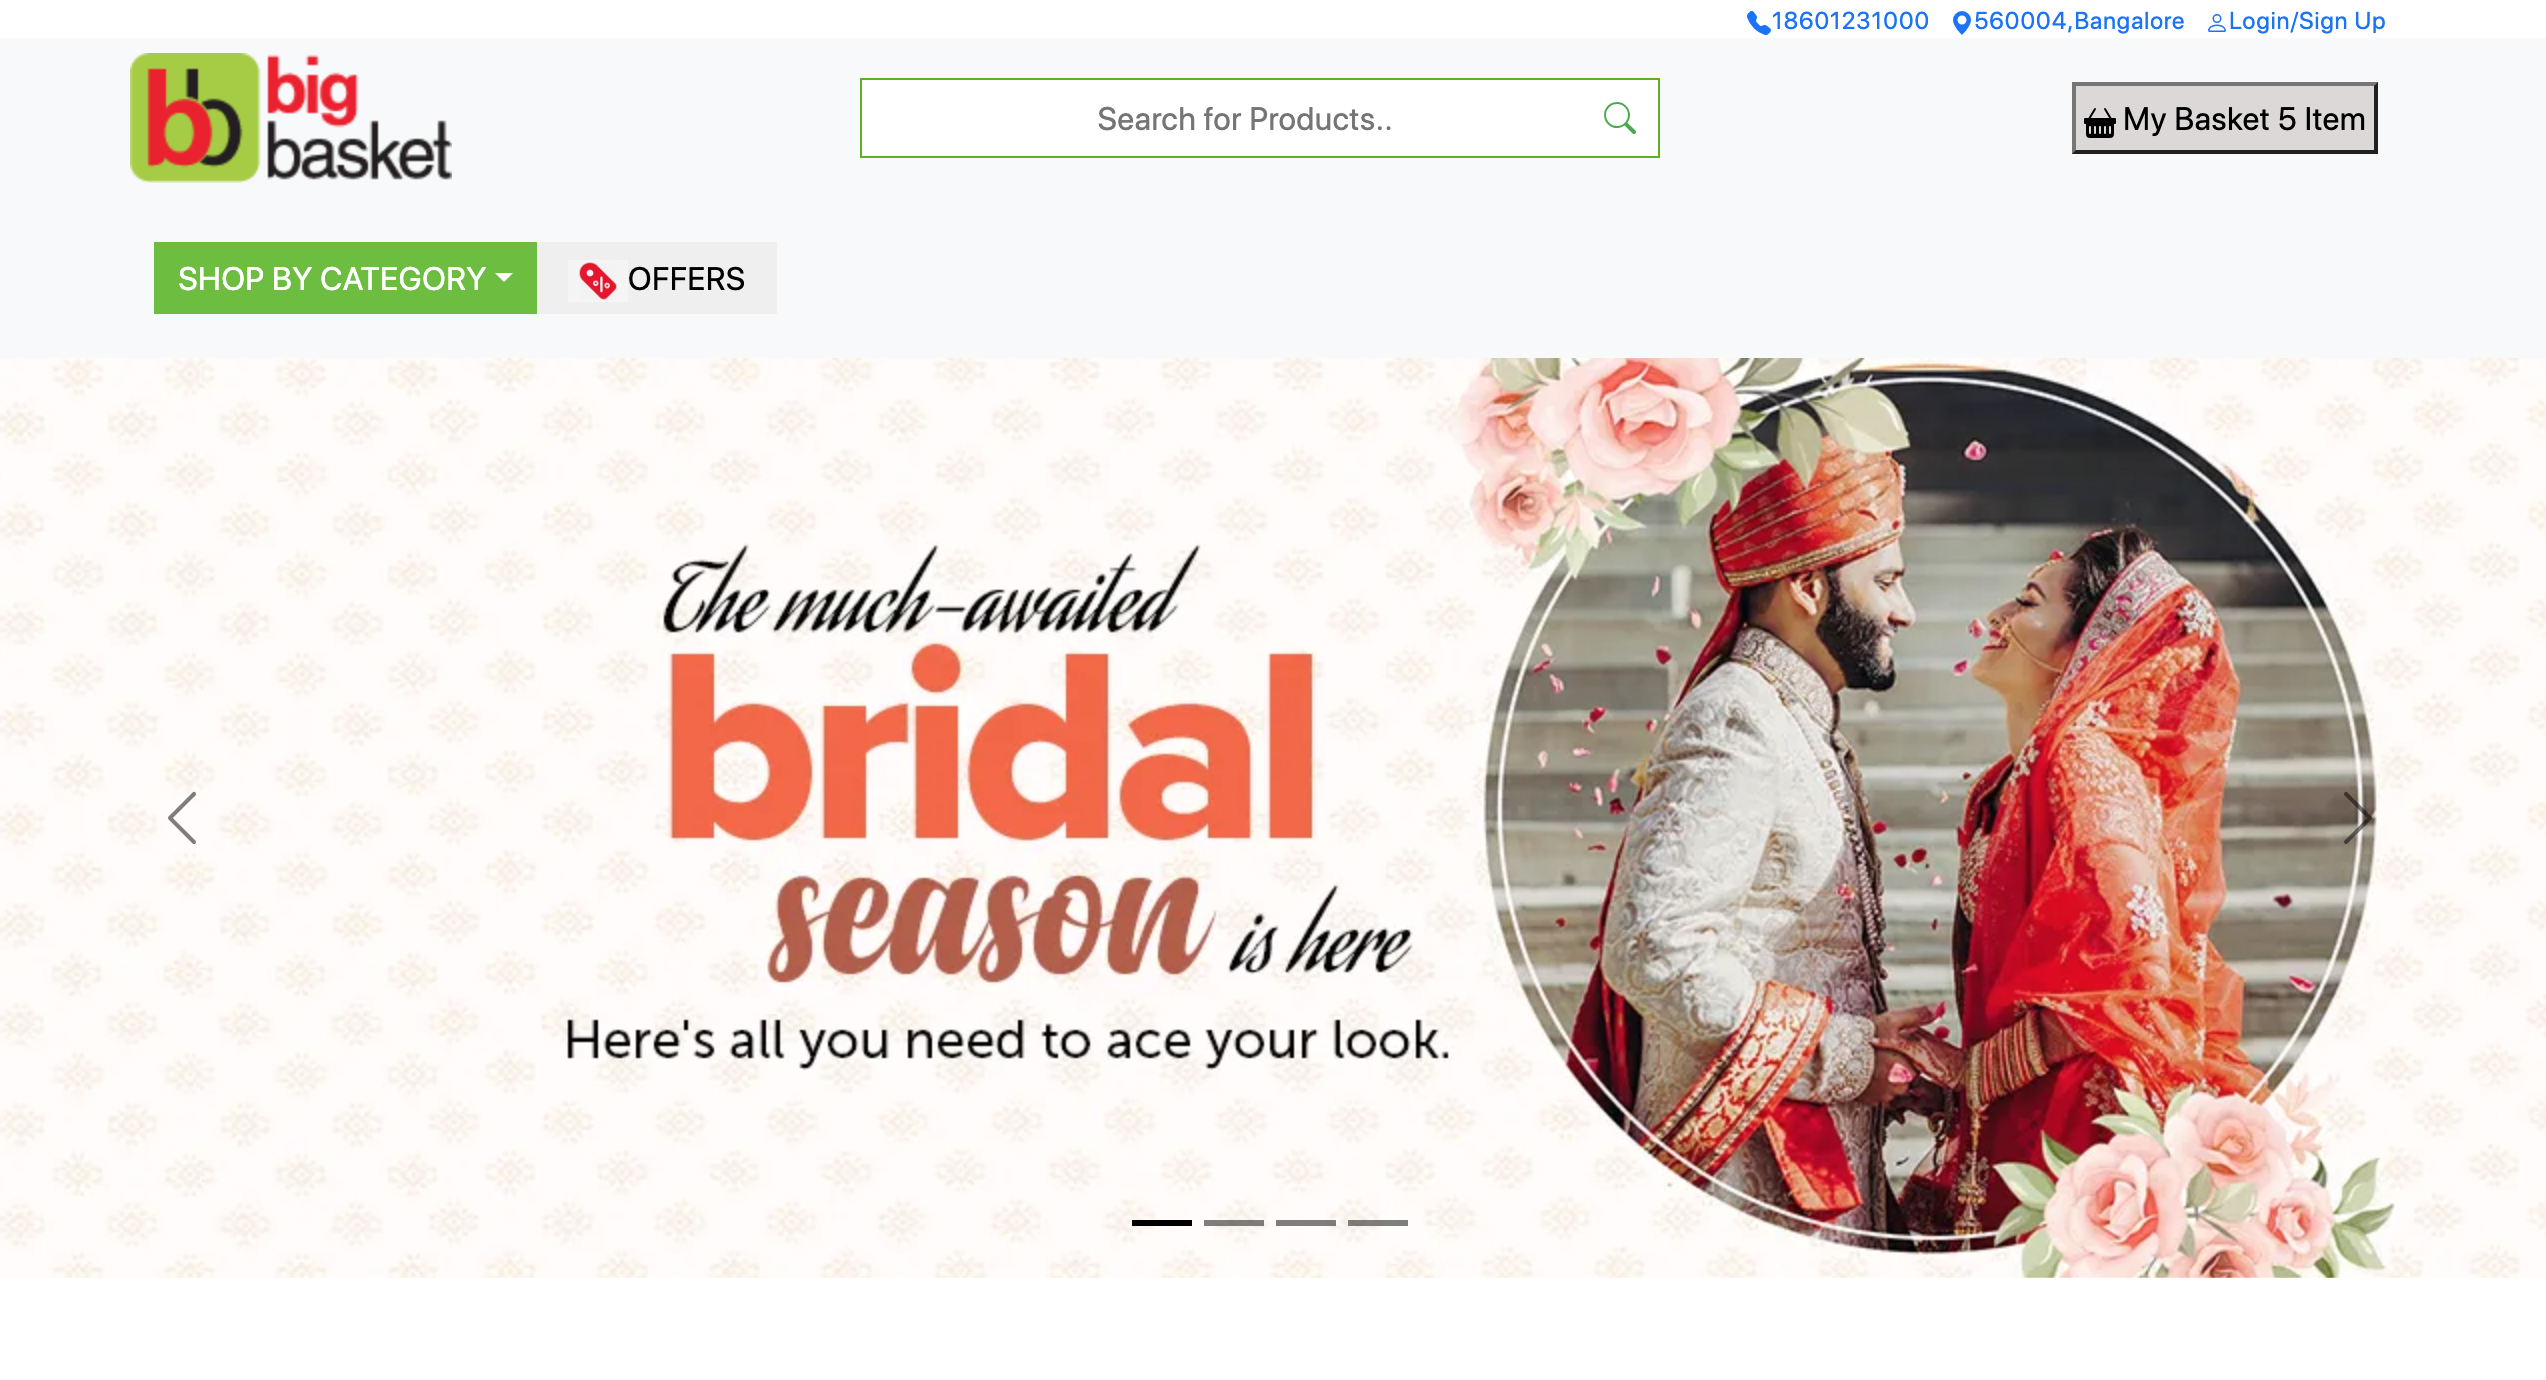 18601231000 560004,Bangalore Login/Sign Up
bb big
basket
Search for Products..
My Basket 5 Item
SHOP BY CATEGORY
OFFERS
The much-awaited
bridal
season is here
Here's all you need to ace your look.